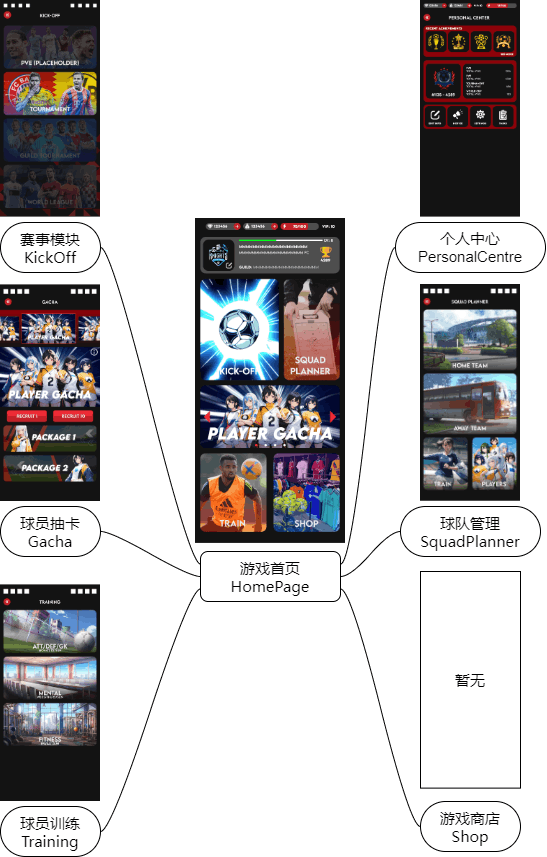 KICK-OFF
PVE (PLACEHOLDER)
TOURNAMENT
WORLD LEAGUE
赛事模块
KickOff
PERSONAL CENTER
RECENT ACHIEVEMENTS
个人中心
PersonalCentre
GACHA
PLAYER GACHA
RECRUIT 1
RECRUIT 10
PACKAGE 1
PACKAGE 2
球员抽卡
Gacha
123456
123456
VIP: 10
GUILD:
KICK-OFF
SQUAD
PLANNER
PLAYER GACHA
TRAIN
SHOP
游戏首页
HomePage
SQUAD PLANNER
HOME TEAM
AWAY TEAM
TRAIN
PLAYERS
球队管理
SquadPlanner
TRAINING
ATT/DEF/GK
MENTAL
FITNESS
球员训练
Training
暂无
游戏商店
Shop